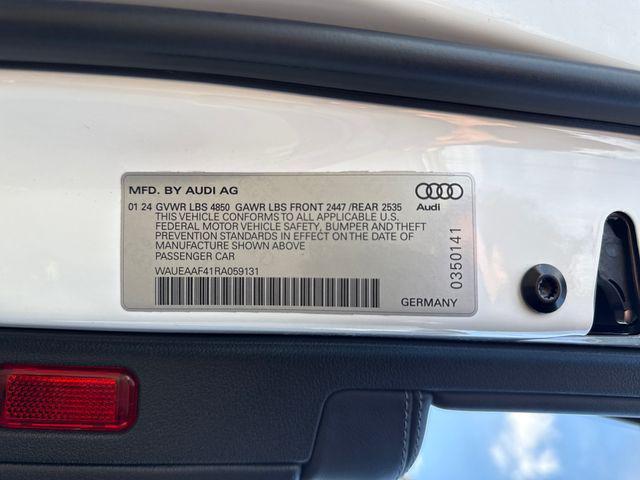 MFD. BY AUDI AG
01 24 GVWR LBS 4850 GAWR LBS FRONT 2447 /REAR 2535
Audi
THIS VEHICLE CONFORMS TO ALL APPLICABLE U.S.
FEDERAL MOTOR VEHICLE SAFETY, BUMPER AND THEFT
PREVENTION STANDARDS IN EFFECT ON THE DATE OF
MANUFACTURE SHOWN ABOVE
PASSENGER CAR
WAUEAAF41RA059131
GERMANY
0350141